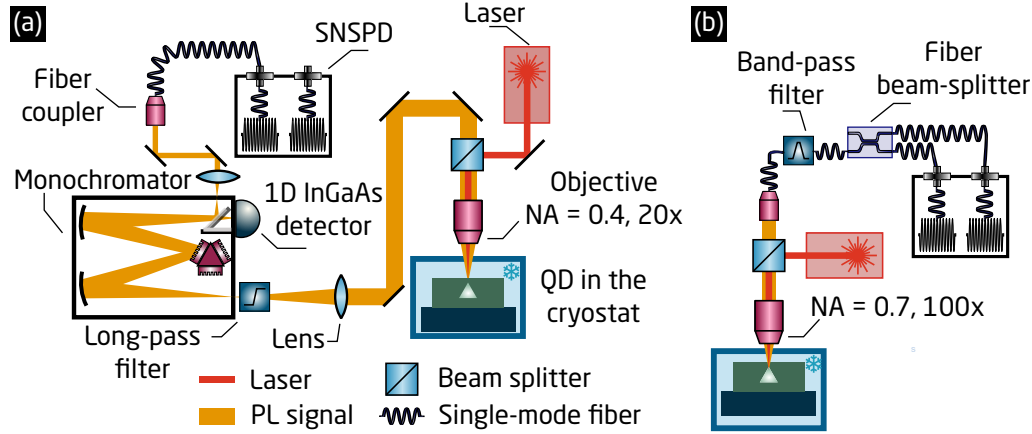 (a)
SNSPD
Laser
Fiber
coupler
Monochromator
1D InGaAs
detector
Objective
NA = 0.4, 20x
QD in the
cryostat
Long-pass
filter
Lens
Laser
PL signal
Beam splitter
Single-mode fiber
(b)
Band-pass
filter
Fiber
beam-splitter
NA = 0.7, 100x
s